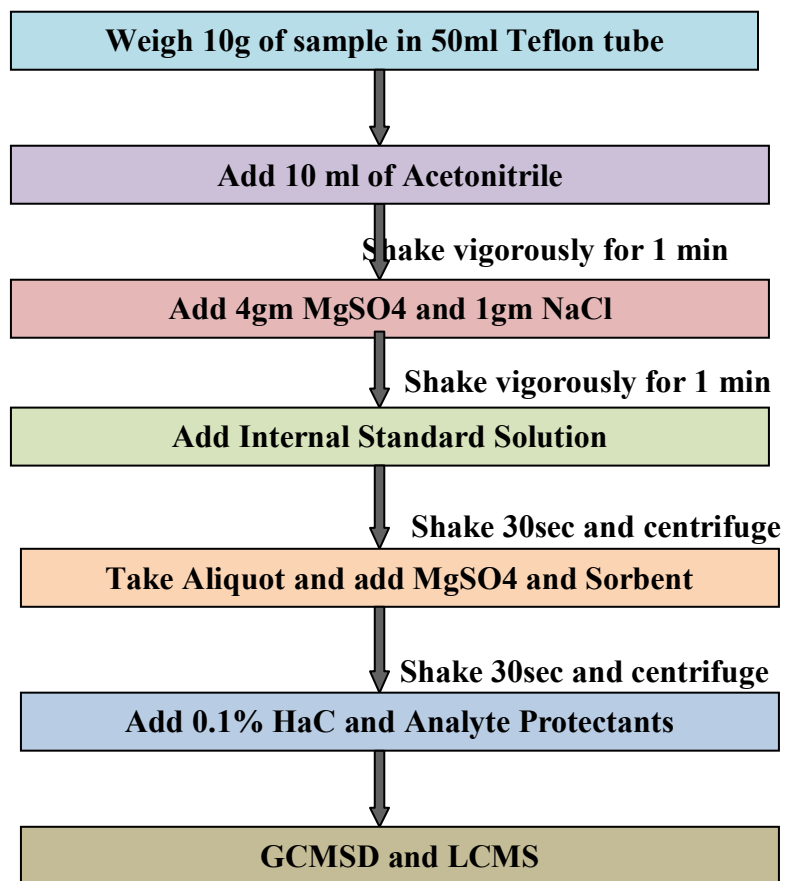 Weigh 10g of sample in 50ml Teflon tube
Add 10 ml of Acetonitrile
Shake vigorously for 1 min
Add 4gm MgSO4 and 1gm NaCl
Shake vigorously for 1 min
Add Internal Standard Solution
Shake 30sec and centrifuge
Take Aliquot and add MgSO4 and Sorbent
Shake 30sec and centrifuge
Add 0.1% HaC and Analyte Protectants
GCMSD and LCMS